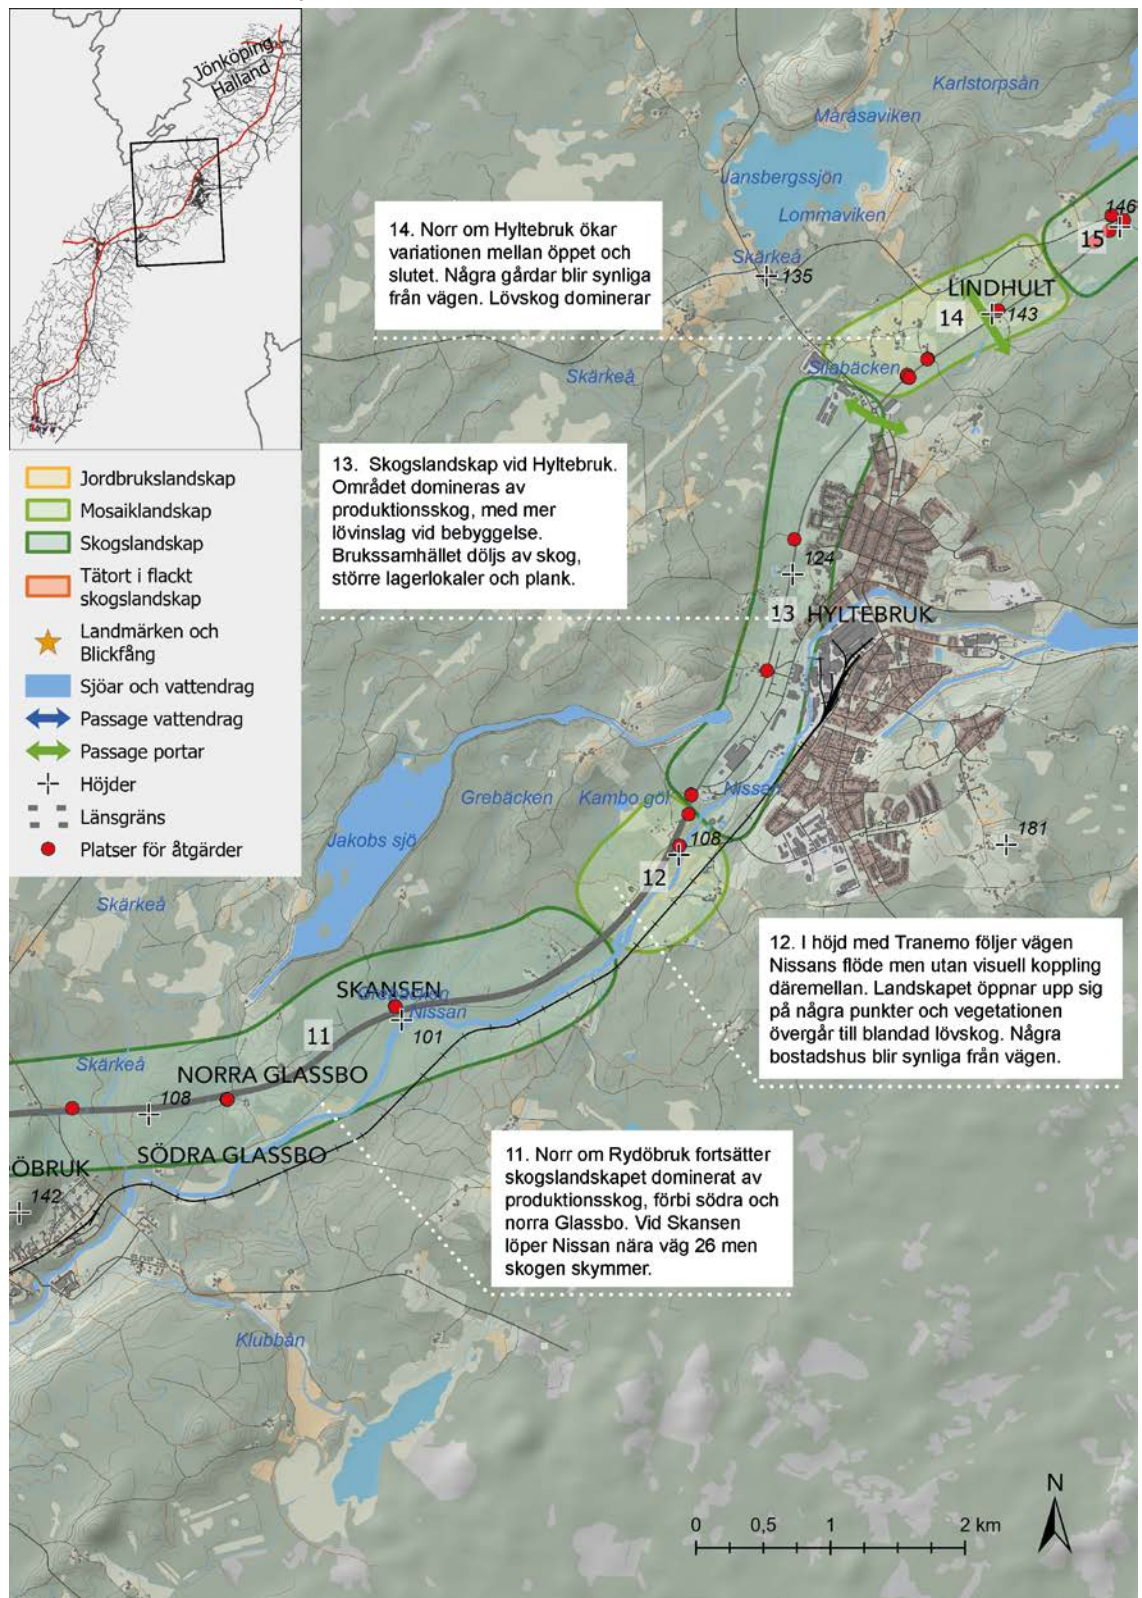 Jönköping
Halland
Karlstorpsån
Måråsaviken
Jansbergssjön
Lommaviken
Skärkeå
135
146
15
LINDHULT
14
143
14. Norr om Hyltebruk ökar
variationen mellan öppet och
slutet. Några gårdar blir synliga
från vägen. Lövskog dominerar
Skärkeå
Silabäcken
13. Skogslandskap vid Hyltebruk.
Området domineras av
produktionsskog, med mer
lövinslag vid bebyggelse.
Brukssamhället döljs av skog,
större lagerlokaler och plank.
124
13
HYLTEBRUK
Jordbrukslandskap
Mosaiklandskap
Skogslandskap
Tätort i flackt
skogslandskap
Landmärken och
Blickfång
Sjöar och vattendrag
Passage vattendrag
Passage portar
Höjder
Länsgräns
Platser för åtgärder
Grebäcken
Kambo göl
Nissan
Jakobs sjö
108
12
181
Skärkeå
12. I höjd med Tranemo följer vägen
Nissans flöde men utan visuell koppling
däremellan. Landskapet öppnar upp sig
på några punkter och vegetationen
övergår till blandad lövskog. Några
bostadshus blir synliga från vägen.
SKANSEN
Grebäcken
Nissan
11
101
Skärkeå
NORRA GLASSBO
108
SÖDRA GLASSBO
ÖBRUK
142
11. Norr om Rydöbruk fortsätter
skogslandskapet dominerat av
produktionsskog, förbi södra och
norra Glassbo. Vid Skansen
löper Nissan nära väg 26 men
skogen skymmer.
Klubbån
N
0 0,5 1 2 km